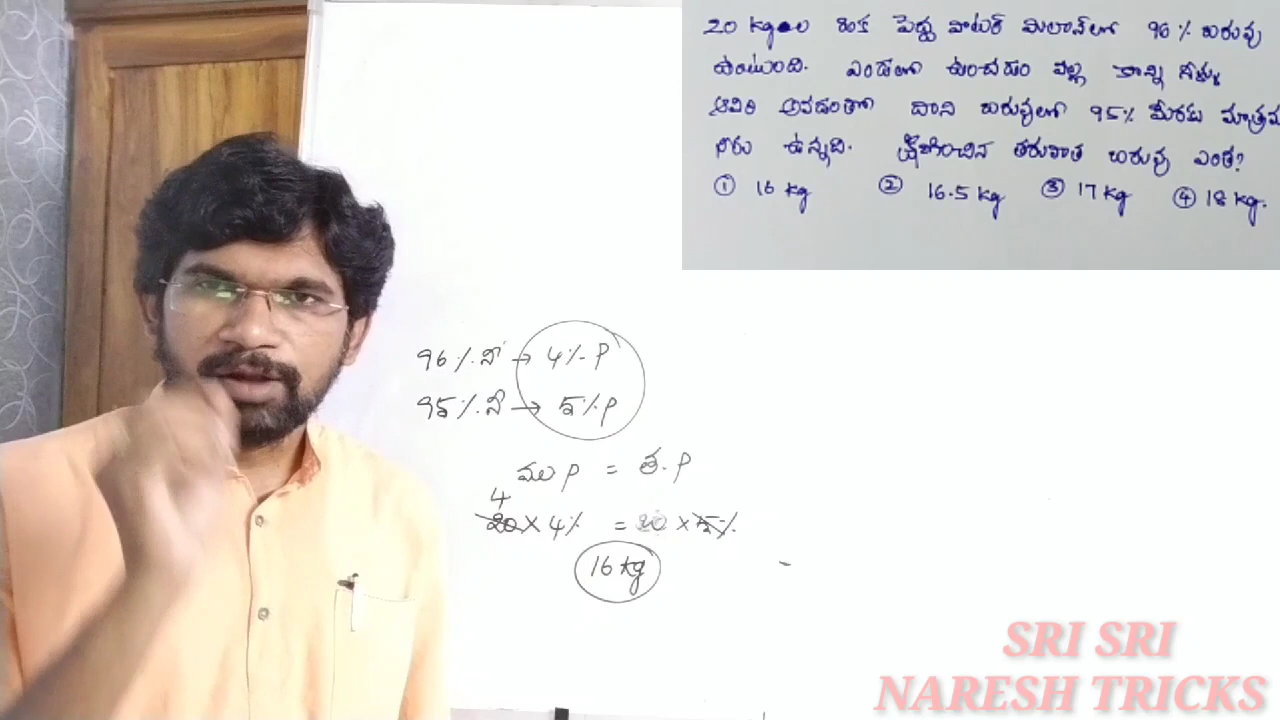 20 kgల ఒక పెద్ద వాటర్ మిలాన్‌లో 96 % బరువు
ఉంటుంది. ఎండలో ఉంచడం వల్ల కొన్ని నీళ్ళు
ఆవిరి అవడంతో దాని బరువులో 95% మేరకు మాత్రమ
నీరు ఉన్నది. క్షీణించిన తరువాత బరువు ఎంత?
① 16 kg ② 16.5 kg ③ 17 kg ④ 18 kg.
96%. నీ → 4%. P
95%. నీ → 5%. P
ము P = త. P
4
20 × 4% = × 5%
16 kg
SRI SRI
NARESH TRICKS